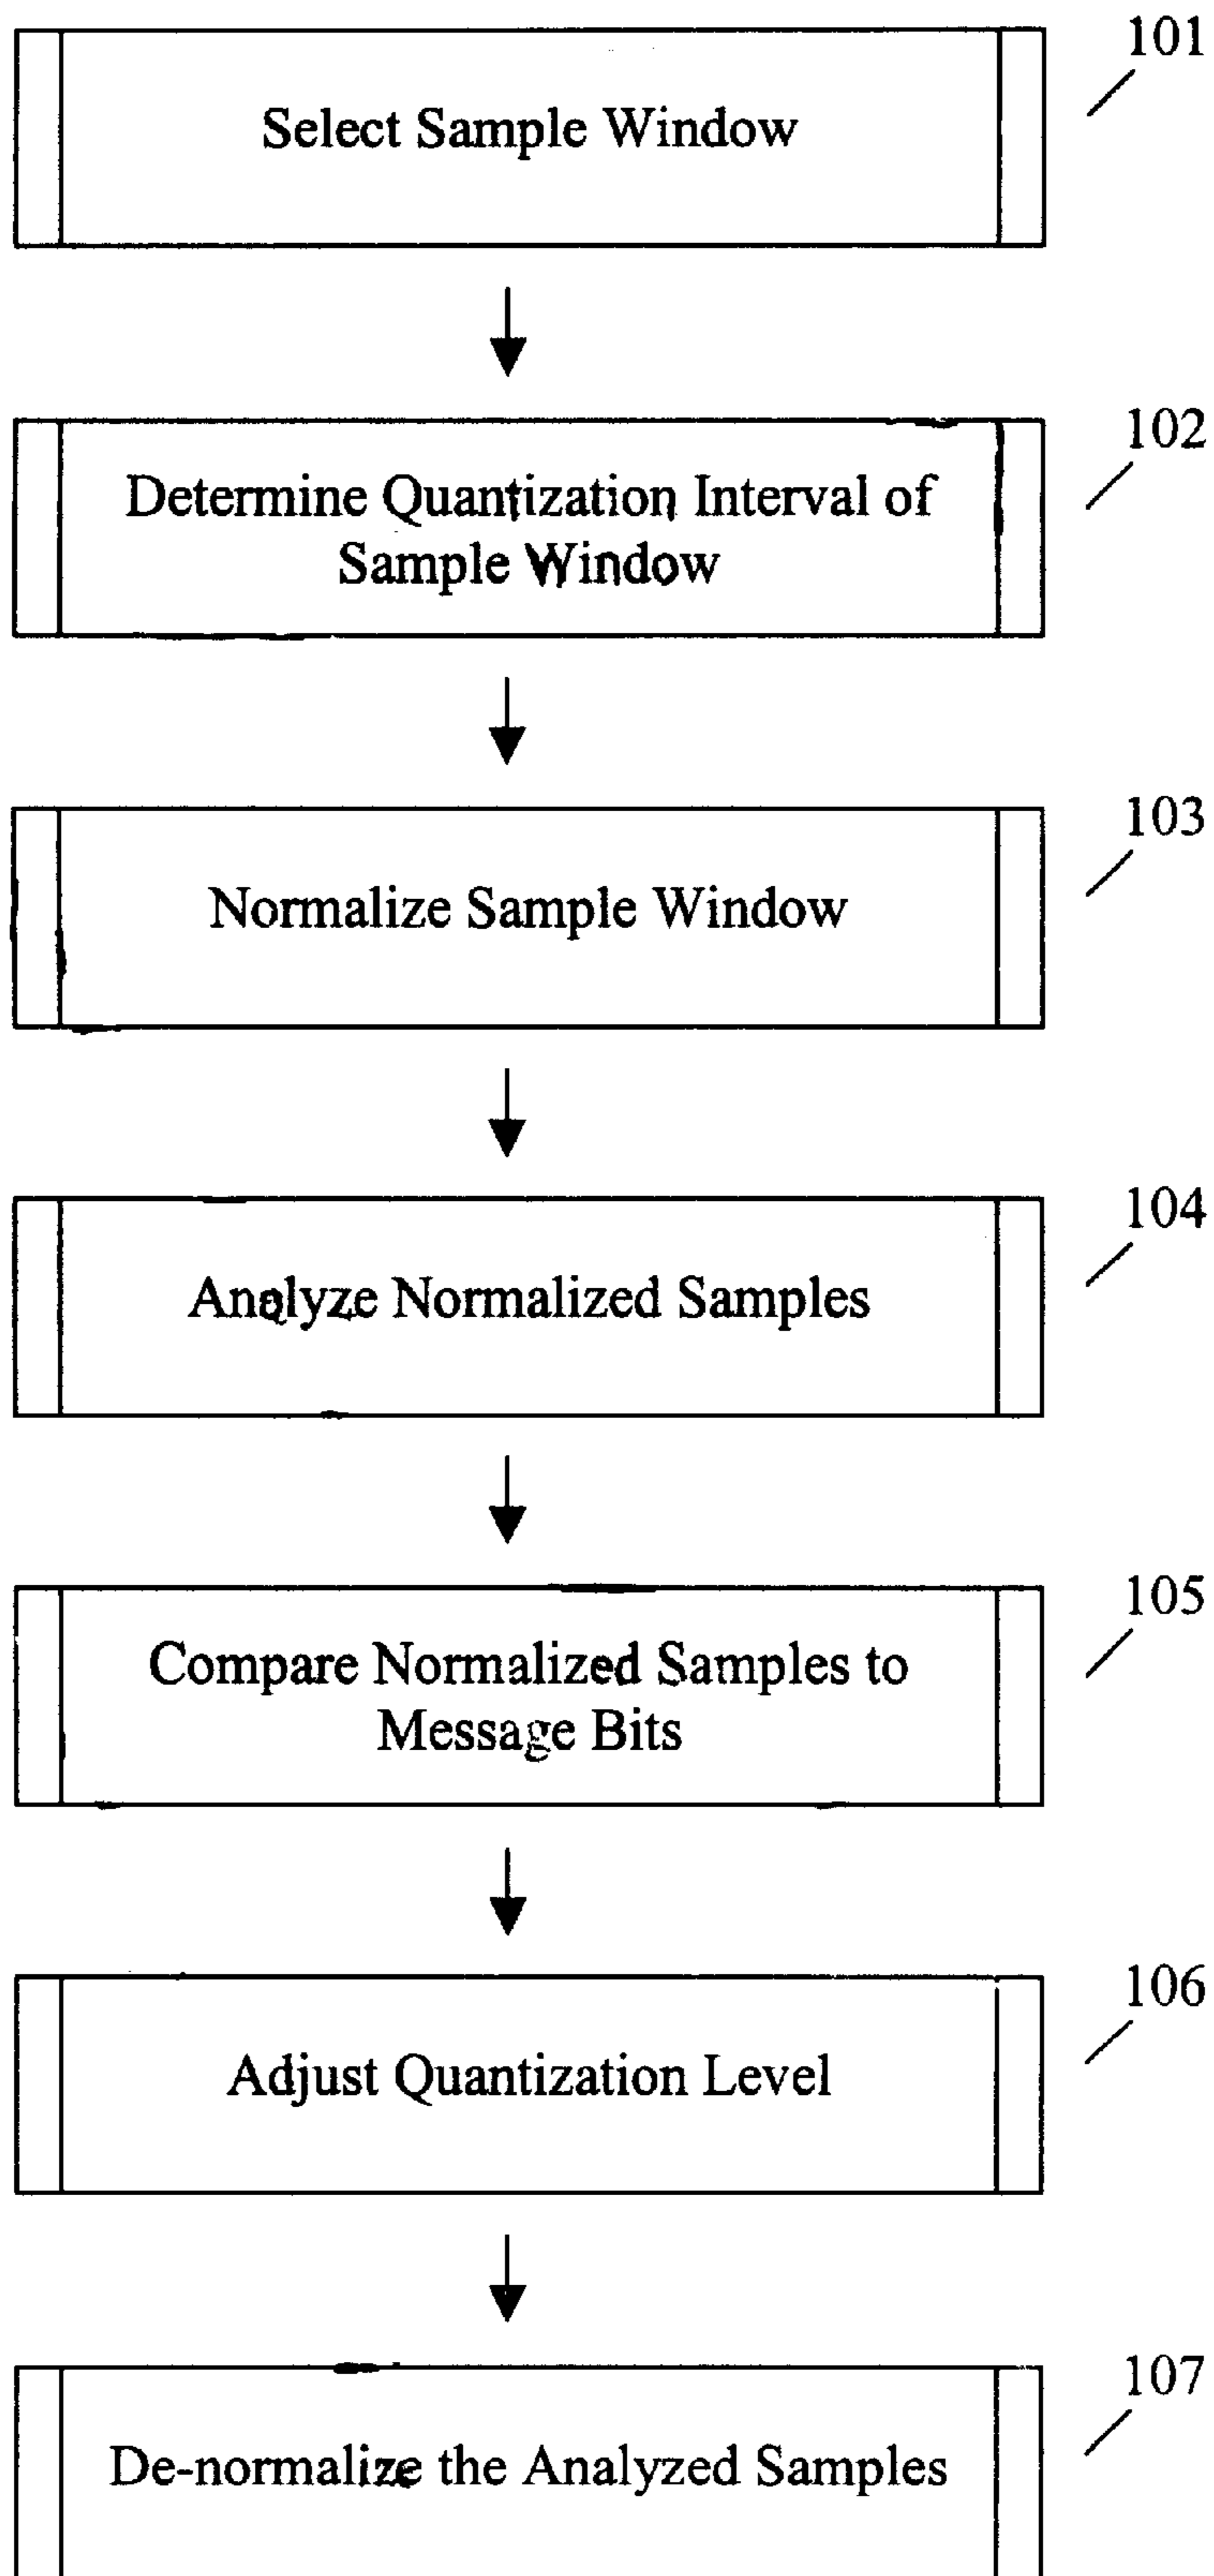 101
Select Sample Window
102
Determine Quantization Interval of
Sample Window
103
Normalize Sample Window
104
Analyze Normalized Samples
105
Compare Normalized Samples to
Message Bits
106
Adjust Quantization Level
107
De-normalize the Analyzed Samples